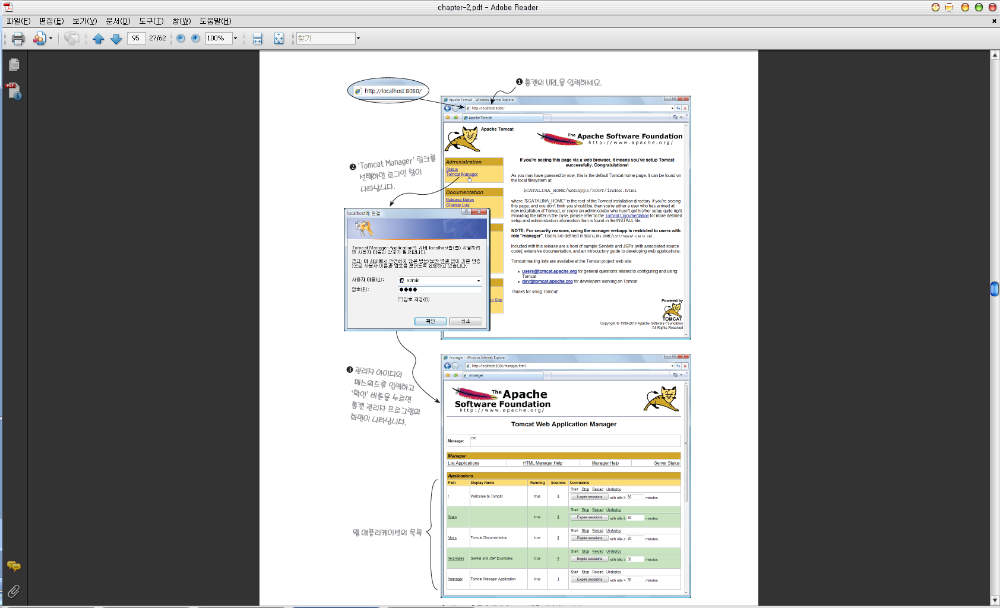 chapter-2.pdf - Adobe Reader
파일(F) 편집(E) 보기(V) 문서(D) 도구(T) 창(W) 도움말(H)
95 27/62 100% 찾기
❶ 톰캣의 URL을 입력하세요.
http://localhost:8080/
Apache Tomcat - Windows Internet Explorer
http://localhost:8080/
Apache Tomcat
Apache Tomcat
The Apache Software Foundation
http://www.apache.org/
❷ 'Tomcat Manager' 링크를
선택하면 로그인 창이
나타납니다.
Administration
Status
Tomcat Manager
Documentation
Release Notes
Change Log
es Site
If you're seeing this page via a web browser, it means you've setup Tomcat
successfully. Congratulations!
As you may have guessed by now, this is the default Tomcat home page. It can be found on
the local filesystem at:
$CATALINA_HOME/webapps/ROOT/index.html
where "$CATALINA_HOME" is the root of the Tomcat installation directory. If you're seeing
this page, and you don't think you should be, then you're either a user who has arrived at
new installation of Tomcat, or you're an administrator who hasn't got his/her setup quite right.
Providing the latter is the case, please refer to the Tomcat Documentation for more detailed
setup and administration information than is found in the INSTALL file.
NOTE: For security reasons, using the manager webapp is restricted to users with
role "manager". Users are defined in $CATALINA_HOME/conf/tomcat-users.xml.
Included with this release are a host of sample Servlets and JSPs (with associated source
code), extensive documentation, and an introductory guide to developing web applications.
Tomcat mailing lists are available at the Tomcat project web site:
• users@tomcat.apache.org for general questions related to configuring and using
Tomcat
• dev@tomcat.apache.org for developers working on Tomcat
Thanks for using Tomcat!
Powered by
TOMCAT
Copyright © 1999-2010 Apache Software Foundation
All Rights Reserved
localhost에 연결
Tomcat Manager Application의 서버 localhost을(를) 사용하려
면 사용자 이름과 암호가 필요합니다.
경고: 이 서버에서 안전하지 않은 방법(보안 연결 없이 기본 인증
)으로 사용자 이름과 암호를 보내도록 요청하고 있습니다.
사용자 이름(U): admin
암호(P): ●●●●
암호 저장(R)
확인 취소
❸ 관리자 아이디와
패스워드를 입력하고
'확인' 버튼을 누르면
톰캣 관리자 프로그램의
화면이 나타납니다.
/manager - Windows Internet Explorer
http://localhost:8080/manager/html
/manager
The Apache
Software Foundation
http://www.apache.org/
Tomcat Web Application Manager
Message: OK
Manager
List Applications HTML Manager Help Manager Help Server Status
Applications
Path Display Name Running Sessions Commands
Start Stop Reload Undeploy
/ Welcome to Tomcat true 0
Expire sessions with idle ≥ 30 minutes
Start Stop Reload Undeploy
/brain true 0
Expire sessions with idle ≥ 30 minutes
Start Stop Reload Undeploy
/docs Tomcat Documentation true 0
Expire sessions with idle ≥ 30 minutes
Start Stop Reload Undeploy
/examples Servlet and JSP Examples true 0
Expire sessions with idle ≥ 30 minutes
Start Stop Reload Undeploy
/manager Tomcat Manager Application true 1
Expire sessions with idle ≥ 30 minutes
웹 애플리케이션의 목록